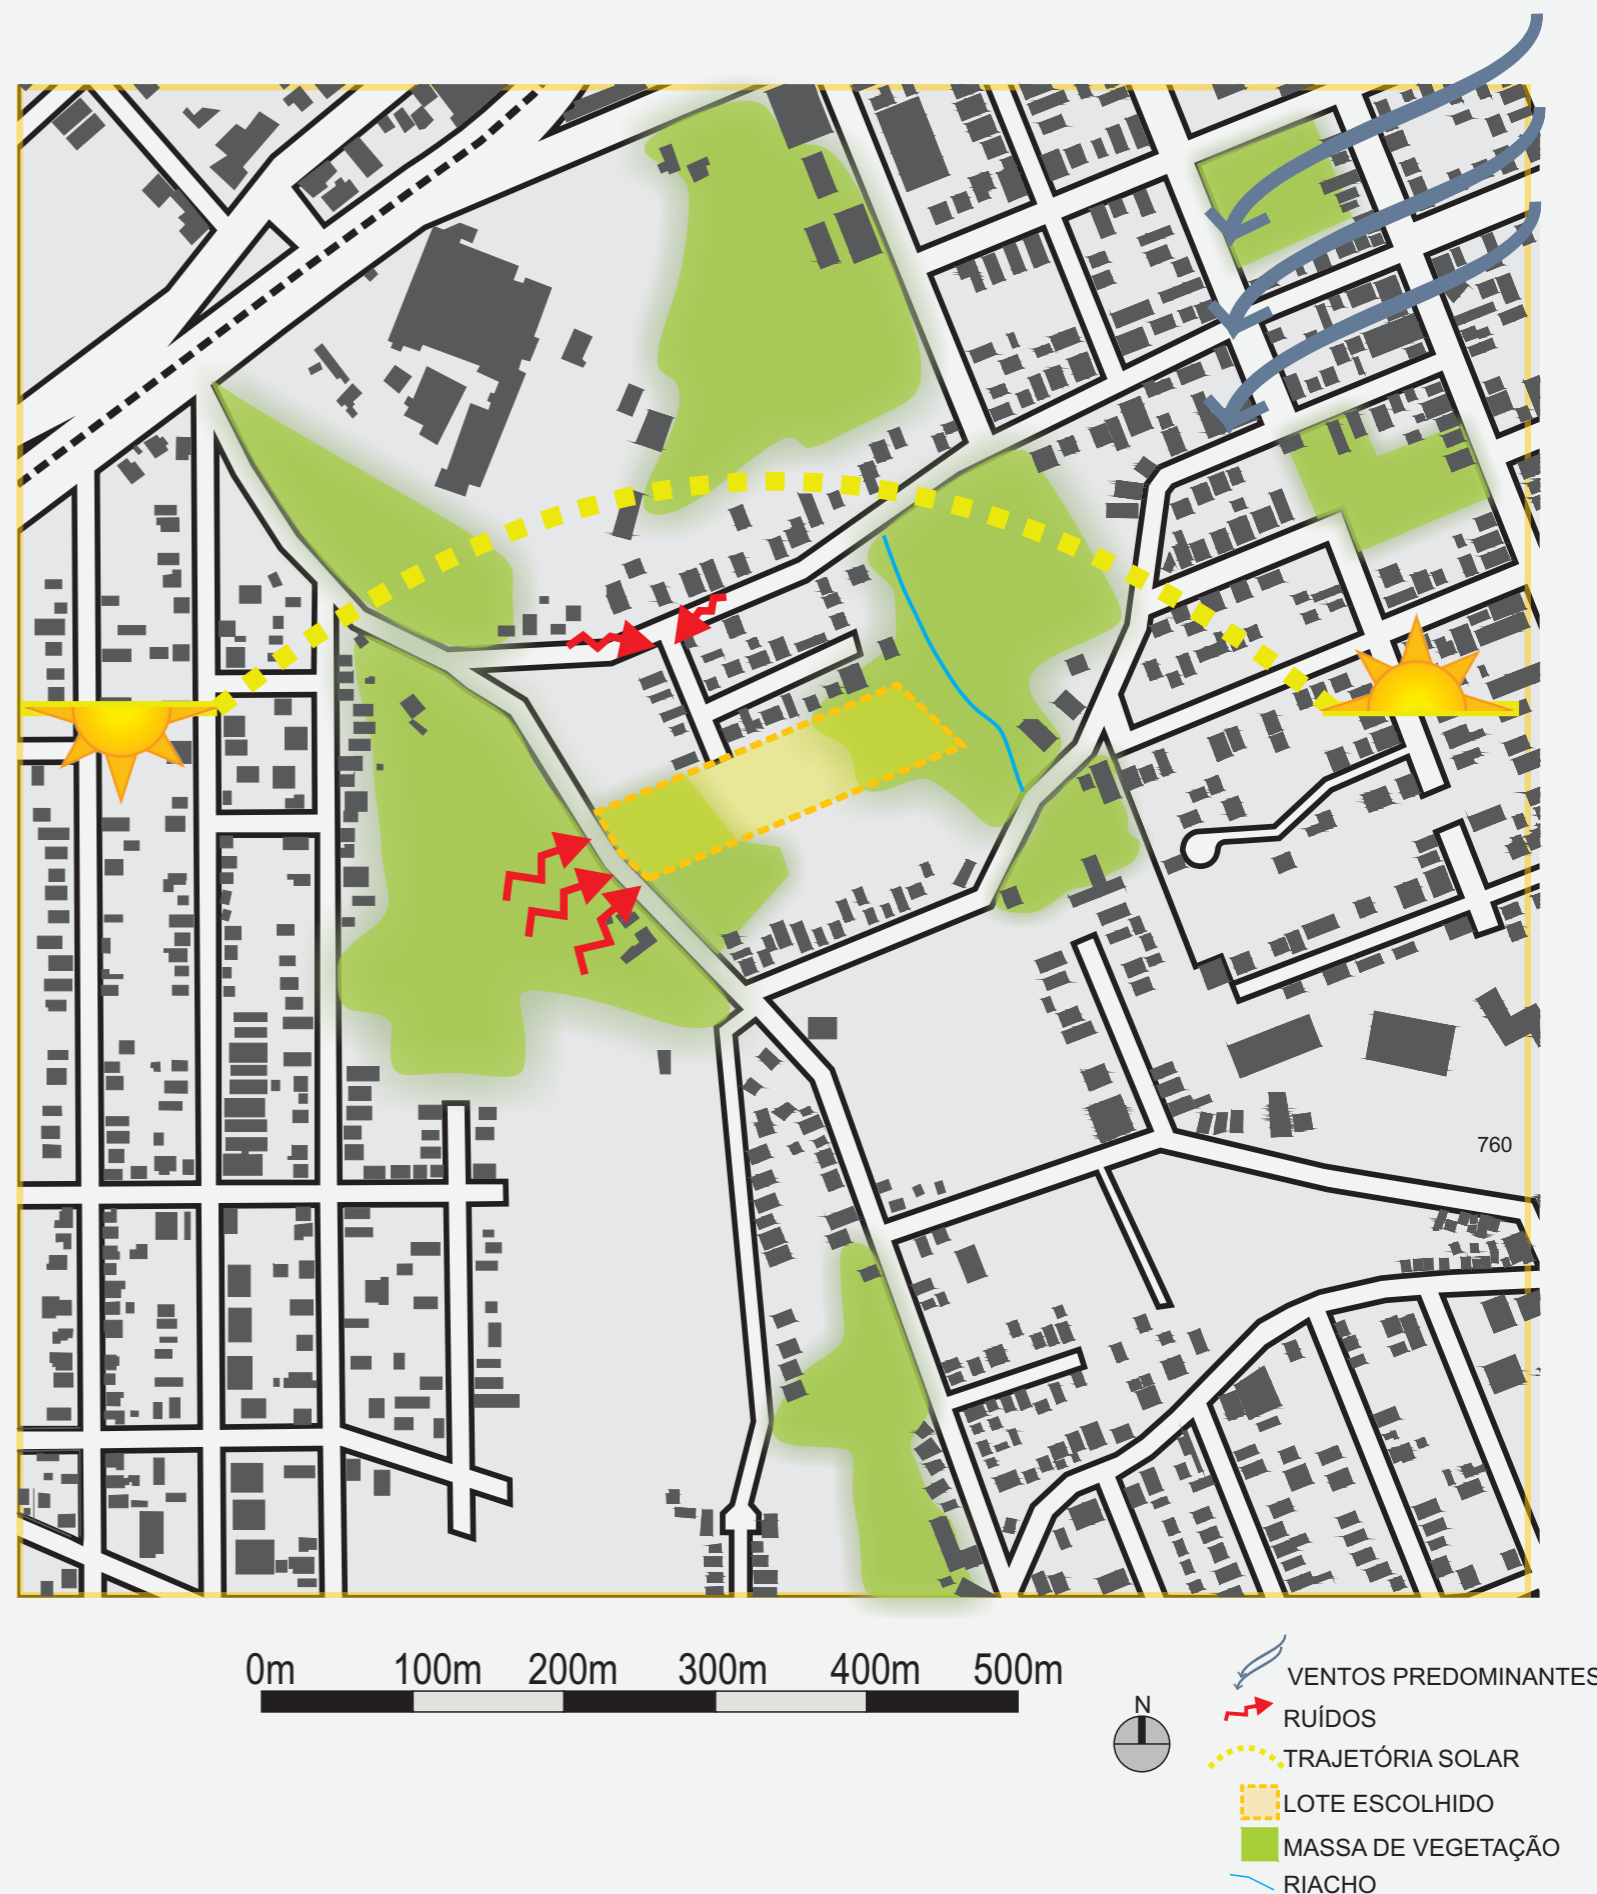 760
0m 100m 200m 300m 400m 500m
N
VENTOS PREDOMINANTES
RUÍDOS
TRAJETÓRIA SOLAR
LOTE ESCOLHIDO
MASSA DE VEGETAÇÃO
RIACHO